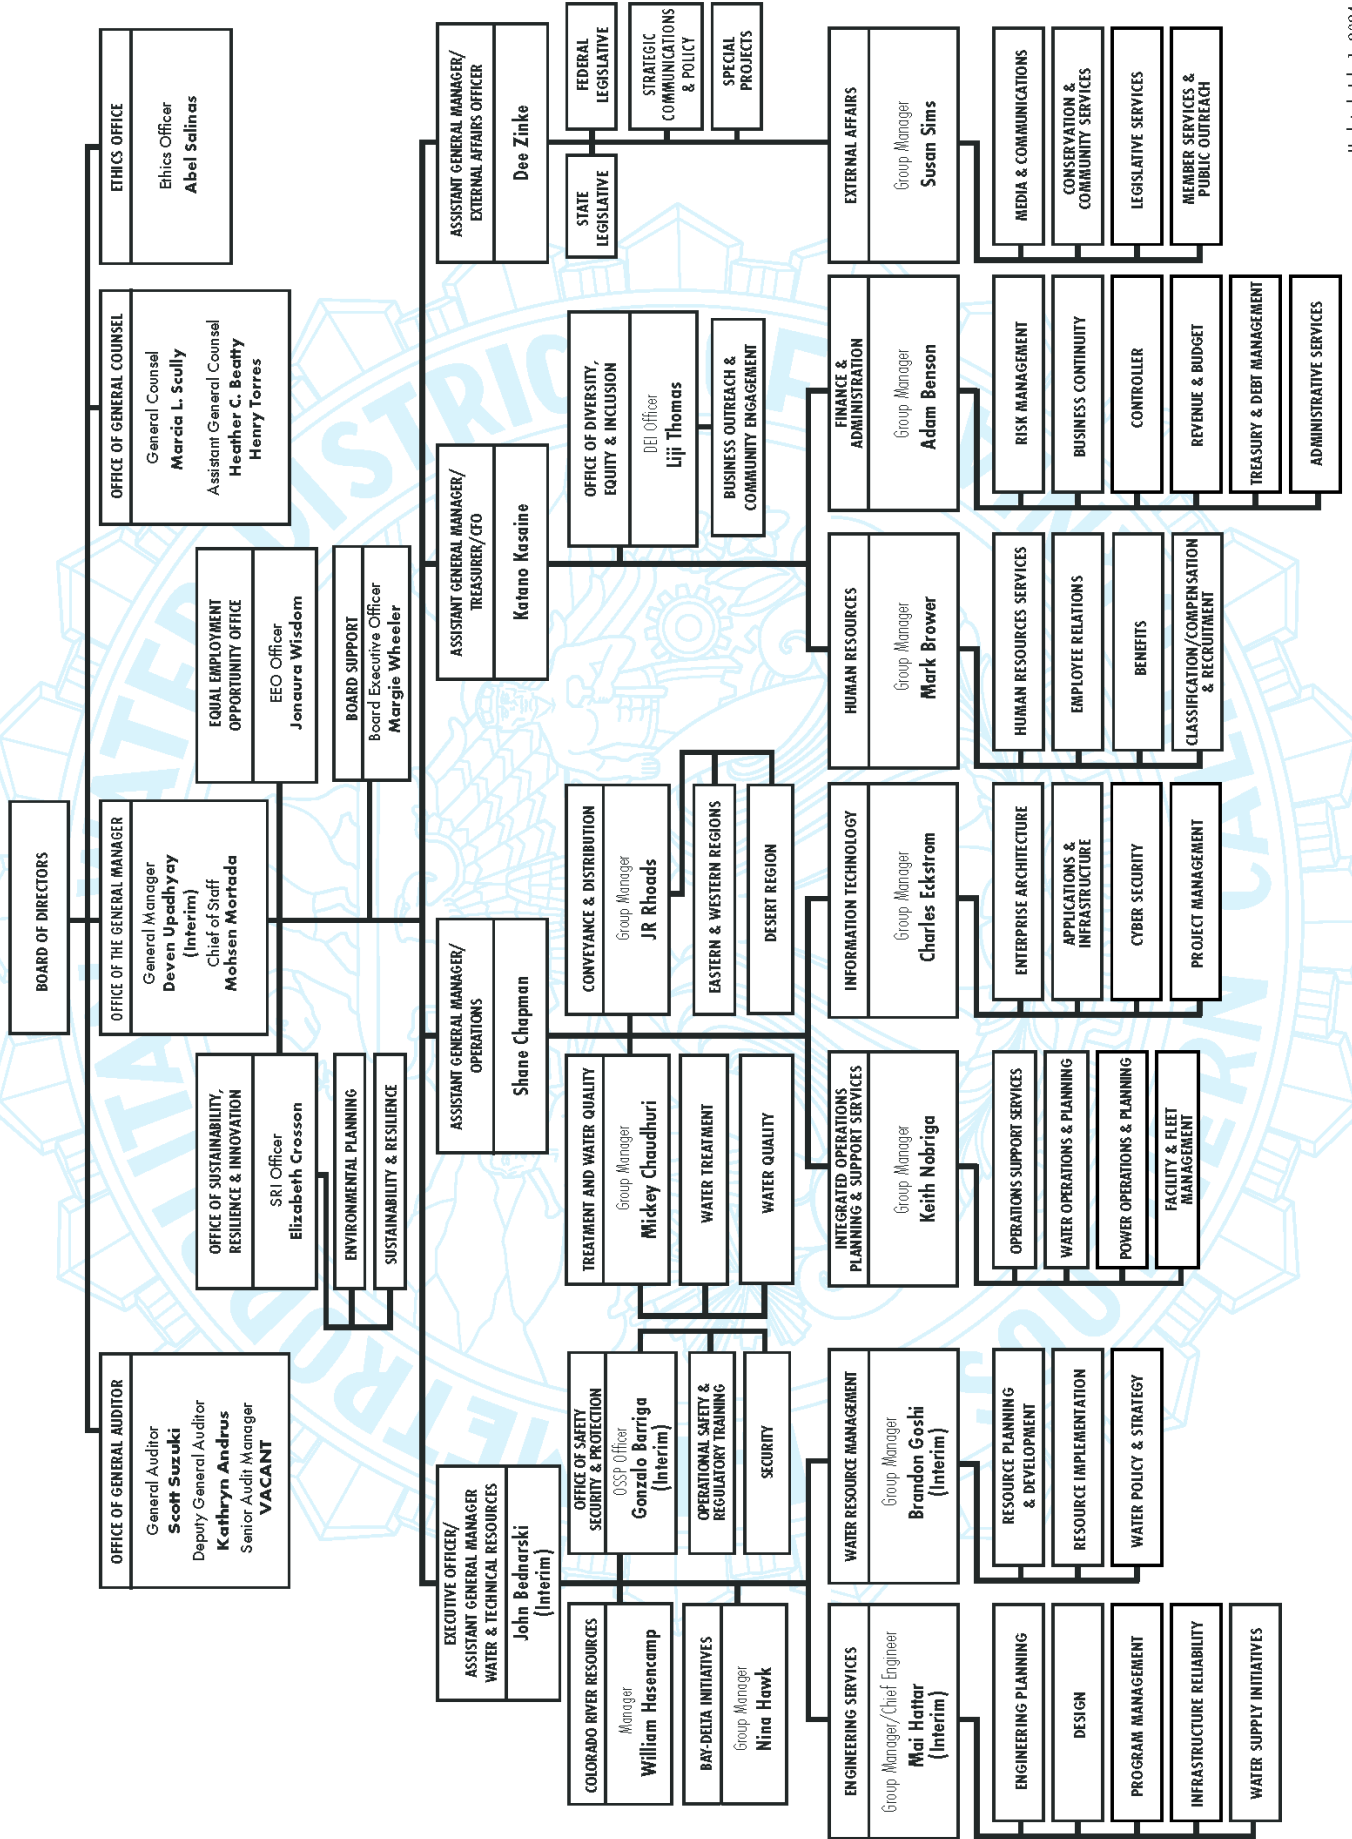 BOARD OF DIRECTORS
OFFICE OF GENERAL AUDITOR
General Auditor
Scott Suzuki
Deputy General Auditor
Kathryn Andrus
Senior Audit Manager
VACANT
OFFICE OF THE GENERAL MANAGER
General Manager
Deven Upadhyay
(Interim)
Chief of Staff
Mohsen Mortada
OFFICE OF GENERAL COUNSEL
General Counsel
Marcia L. Scully
Assistant General Counsel
Heather C. Beatty
Henry Torres
ETHICS OFFICE
Ethics Officer
Abel Salinas
OFFICE OF SUSTAINABILITY,
RESILIENCE & INNOVATION
SRI Officer
Elizabeth Crosson
ENVIRONMENTAL PLANNING
SUSTAINABILITY & RESILIENCE
EQUAL EMPLOYMENT
OPPORTUNITY OFFICE
EEO Officer
Jonaura Wisdom
BOARD SUPPORT
Board Executive Officer
Margie Wheeler
EXECUTIVE OFFICER/
ASSISTANT GENERAL MANAGER
WATER & TECHNICAL RESOURCES
John Bednarski
(Interim)
ASSISTANT GENERAL MANAGER/
OPERATIONS
Shane Chapman
ASSISTANT GENERAL MANAGER/
TREASURER/CFO
Katano Kasaine
ASSISTANT GENERAL MANAGER/
EXTERNAL AFFAIRS OFFICER
Dee Zinke
COLORADO RIVER RESOURCES
Manager
William Hasencamp
BAY-DELTA INITIATIVES
Group Manager
Nina Hawk
OFFICE OF SAFETY
SECURITY & PROTECTION
OSSP Officer
Gonzalo Barriga
(Interim)
OPERATIONAL SAFETY &
REGULATORY TRAINING
SECURITY
TREATMENT AND WATER QUALITY
Group Manager
Mickey Chaudhuri
WATER TREATMENT
WATER QUALITY
CONVEYANCE & DISTRIBUTION
Group Manager
JR Rhoads
EASTERN & WESTERN REGIONS
DESERT REGION
OFFICE OF DIVERSITY,
EQUITY & INCLUSION
DEI Officer
Liji Thomas
BUSINESS OUTREACH &
COMMUNITY ENGAGEMENT
STATE
LEGISLATIVE
FEDERAL
LEGISLATIVE
STRATEGIC
COMMUNICATIONS
& POLICY
SPECIAL
PROJECTS
ENGINEERING SERVICES
Group Manager/Chief Engineer
Mai Hattar
(Interim)
ENGINEERING PLANNING
DESIGN
PROGRAM MANAGEMENT
INFRASTRUCTURE RELIABILITY
WATER SUPPLY INITIATIVES
WATER RESOURCE MANAGEMENT
Group Manager
Brandon Goshi
(Interim)
RESOURCE PLANNING
& DEVELOPMENT
RESOURCE IMPLEMENTATION
WATER POLICY & STRATEGY
INTEGRATED OPERATIONS
PLANNING & SUPPORT SERVICES
Group Manager
Keith Nobriga
OPERATIONS SUPPORT SERVICES
WATER OPERATIONS & PLANNING
POWER OPERATIONS & PLANNING
FACILITY & FLEET
MANAGEMENT
INFORMATION TECHNOLOGY
Group Manager
Charles Eckstrom
ENTERPRISE ARCHITECTURE
APPLICATIONS &
INFRASTRUCTURE
CYBER SECURITY
PROJECT MANAGEMENT
HUMAN RESOURCES
Group Manager
Mark Brower
HUMAN RESOURCES SERVICES
EMPLOYEE RELATIONS
BENEFITS
CLASSIFICATION/COMPENSATION
& RECRUITMENT
FINANCE &
ADMINISTRATION
Group Manager
Adam Benson
RISK MANAGEMENT
BUSINESS CONTINUITY
CONTROLLER
REVENUE & BUDGET
TREASURY & DEBT MANAGEMENT
ADMINISTRATIVE SERVICES
EXTERNAL AFFAIRS
Group Manager
Susan Sims
MEDIA & COMMUNICATIONS
CONSERVATION &
COMMUNITY SERVICES
LEGISLATIVE SERVICES
MEMBER SERVICES &
PUBLIC OUTREACH